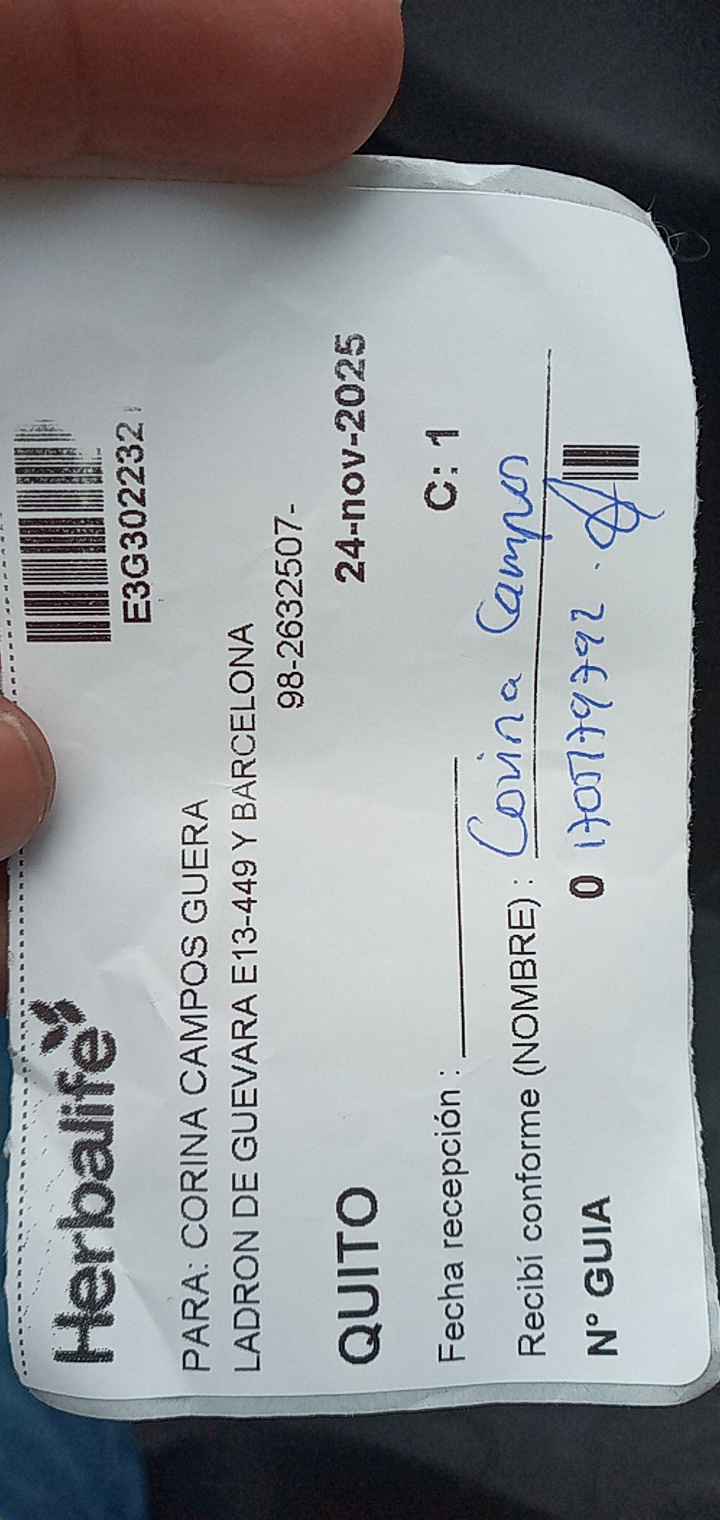 Herbalife
E3G302232
PARA: CORINA CAMPOS GUERA
LADRON DE GUEVARA E13-449 Y BARCELONA
98-2632507-
QUITO 24-nov-2025
Fecha recepción : C: 1
Recibí conforme (NOMBRE) : Corina Campos
Nº GUIA 0